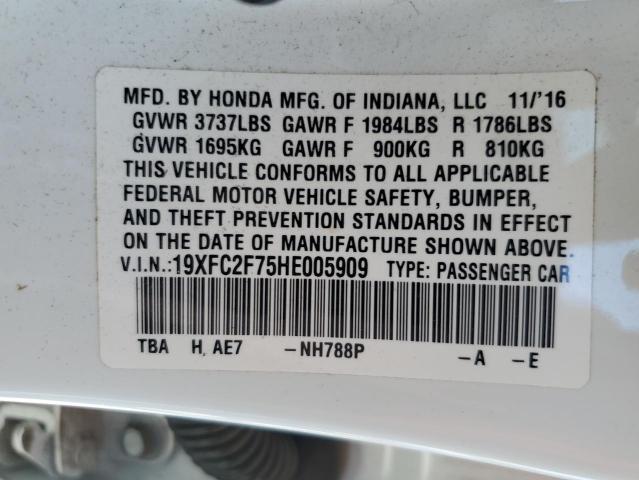 MFD. BY HONDA MFG. OF INDIANA, LLC 11/'16
GVWR 3737LBS GAWR F 1984LBS R 1786LBS
GVWR 1695KG GAWR F 900KG R 810KG
THIS VEHICLE CONFORMS TO ALL APPLICABLE
FEDERAL MOTOR VEHICLE SAFETY, BUMPER,
AND THEFT PREVENTION STANDARDS IN EFFECT
ON THE DATE OF MANUFACTURE SHOWN ABOVE.
V.I.N.:19XFC2F75HE005909 TYPE: PASSENGER CAR
TBA H, AE7 -NH788P -A -E